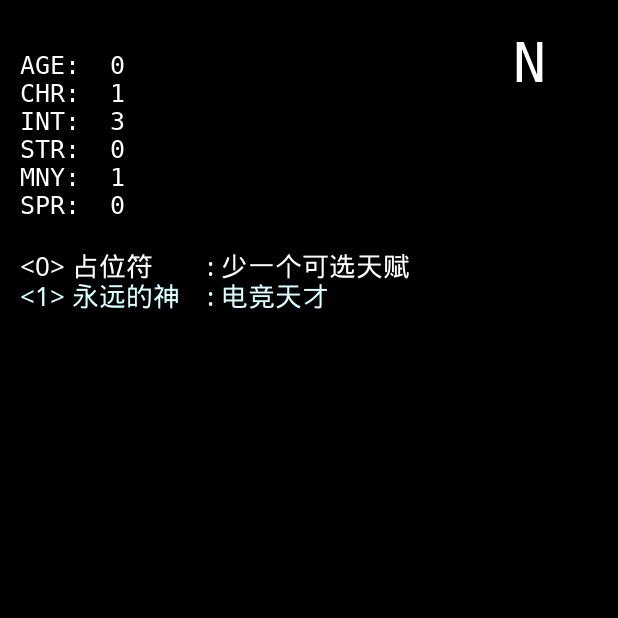 N
AGE: 0
CHR: 1
INT: 3
STR: 0
MNY: 1
SPR: 0
<0> 占位符 :少一个可选天赋
<1> 永远的神 :电竞天才